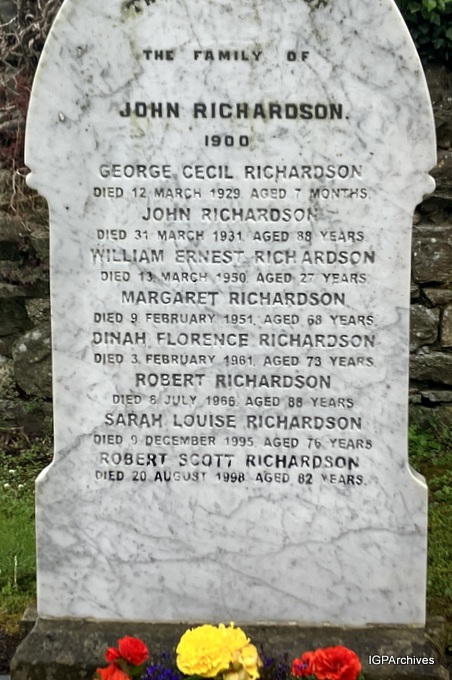 THE FAMILY OF
JOHN RICHARDSON.
1900
GEORGE CECIL RICHARDSON
DIED 12 MARCH 1929, AGED 7 MONTHS.
JOHN RICHARDSON
DIED 31 MARCH 1931, AGED 88 YEARS.
WILLIAM ERNEST RICHARDSON
DIED 13 MARCH 1950, AGED 27 YEARS.
MARGARET RICHARDSON
DIED 9 FEBRUARY 1951, AGED 68 YEARS
DINAH FLORENCE RICHARDSON
DIED 3 FEBRUARY 1961, AGED 73 YEARS
ROBERT RICHARDSON
DIED 8 JULY 1966, AGED 88 YEARS
SARAH LOUISE RICHARDSON
DIED 9 DECEMBER 1995, AGED 76 YEARS
ROBERT SCOTT RICHARDSON
DIED 20 AUGUST 1998 AGED 82 YEARS.
IGPArchives